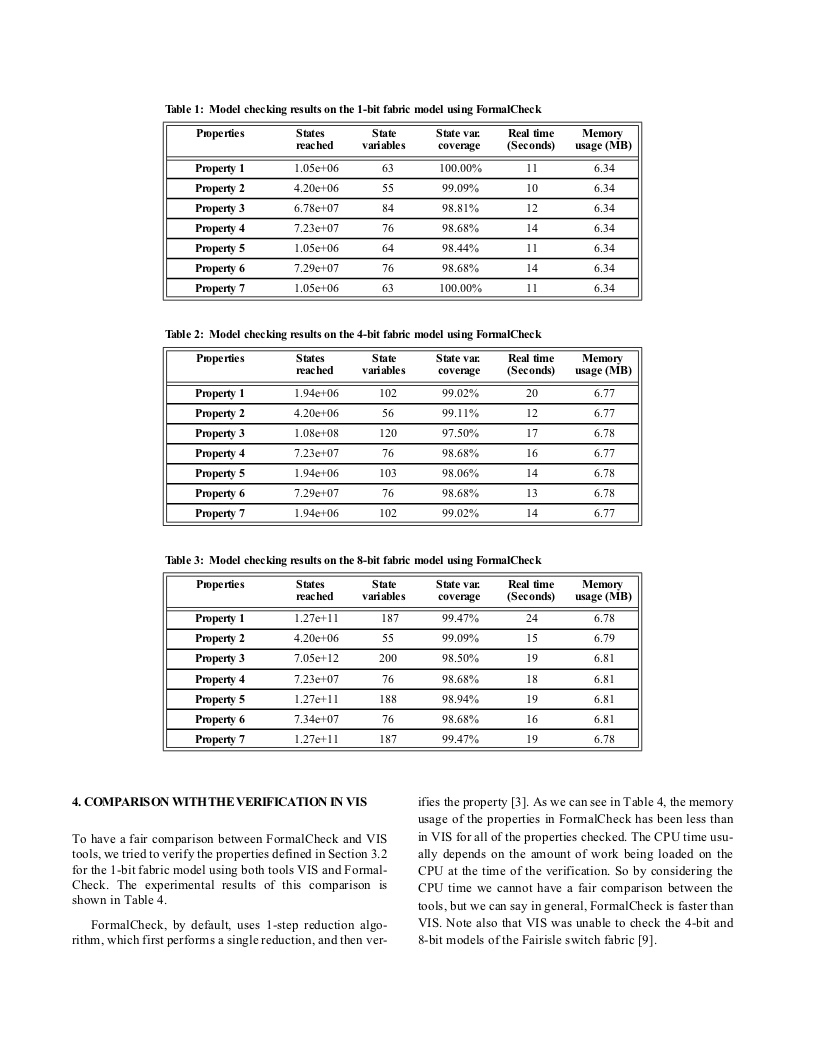 Table 1: Model checking results on the 1-bit fabric model using FormalCheck
Properties States reached State variables State var. coverage Real time (Seconds) Memory usage (MB)
Property 1 1.05e+06 63 100.00% 11 6.34
Property 2 4.20e+06 55 99.09% 10 6.34
Property 3 6.78e+07 84 98.81% 12 6.34
Property 4 7.23e+07 76 98.68% 14 6.34
Property 5 1.05e+06 64 98.44% 11 6.34
Property 6 7.29e+07 76 98.68% 14 6.34
Property 7 1.05e+06 63 100.00% 11 6.34
Table 2: Model checking results on the 4-bit fabric model using FormalCheck
Properties States reached State variables State var. coverage Real time (Seconds) Memory usage (MB)
Property 1 1.94e+06 102 99.02% 20 6.77
Property 2 4.20e+06 56 99.11% 12 6.77
Property 3 1.08e+08 120 97.50% 17 6.78
Property 4 7.23e+07 76 98.68% 16 6.77
Property 5 1.94e+06 103 98.06% 14 6.78
Property 6 7.29e+07 76 98.68% 13 6.78
Property 7 1.94e+06 102 99.02% 14 6.77
Table 3: Model checking results on the 8-bit fabric model using FormalCheck
Properties States reached State variables State var. coverage Real time (Seconds) Memory usage (MB)
Property 1 1.27e+11 187 99.47% 24 6.78
Property 2 4.20e+06 55 99.09% 15 6.79
Property 3 7.05e+12 200 98.50% 19 6.81
Property 4 7.23e+07 76 98.68% 18 6.81
Property 5 1.27e+11 188 98.94% 19 6.81
Property 6 7.34e+07 76 98.68% 16 6.81
Property 7 1.27e+11 187 99.47% 19 6.78
4. COMPARISON WITH THE VERIFICATION IN VIS
To have a fair comparison between FormalCheck and VIS
tools, we tried to verify the properties defined in Section 3.2
for the 1-bit fabric model using both tools VIS and Formal-
Check. The experimental results of this comparison is
shown in Table 4.
FormalCheck, by default, uses 1-step reduction algo-
rithm, which first performs a single reduction, and then ver-
ifies the property [3]. As we can see in Table 4, the memory
usage of the properties in FormalCheck has been less than
in VIS for all of the properties checked. The CPU time usu-
ally depends on the amount of work being loaded on the
CPU at the time of the verification. So by considering the
CPU time we cannot have a fair comparison between the
tools, but we can say in general, FormalCheck is faster than
VIS. Note also that VIS was unable to check the 4-bit and
8-bit models of the Fairisle switch fabric [9].